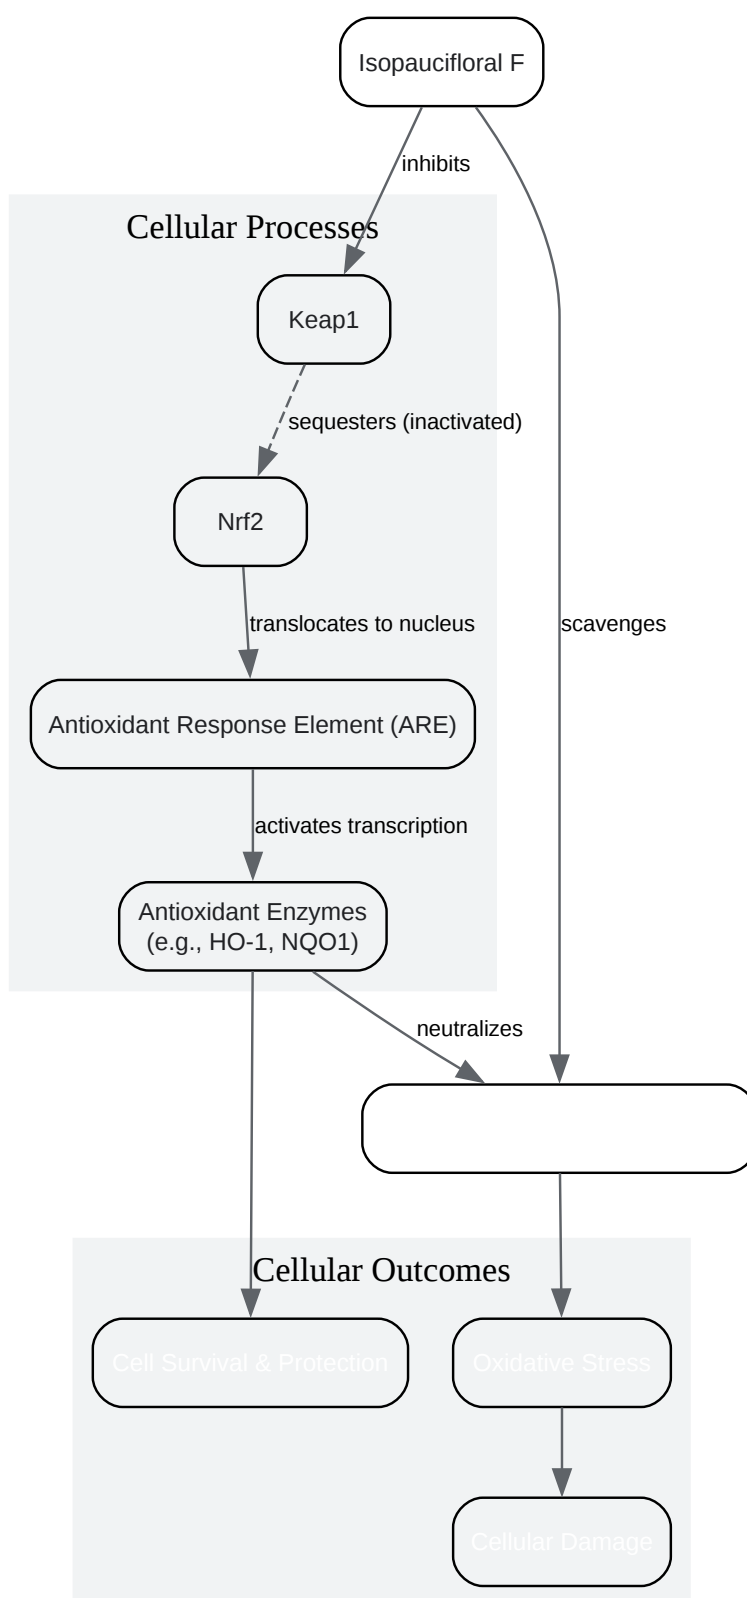 Isopaucifloral F
inhibits
Cellular Processes
Keap1
sequesters (inactivated)
Nrf2
translocates to nucleus
scavenges
Antioxidant Response Element (ARE)
activates transcription
Antioxidant Enzymes
(e.g., HO-1, NQO1)
neutralizes
Cellular Outcomes
Cell Survival & Protection
Oxidative Stress
Cellular Damage